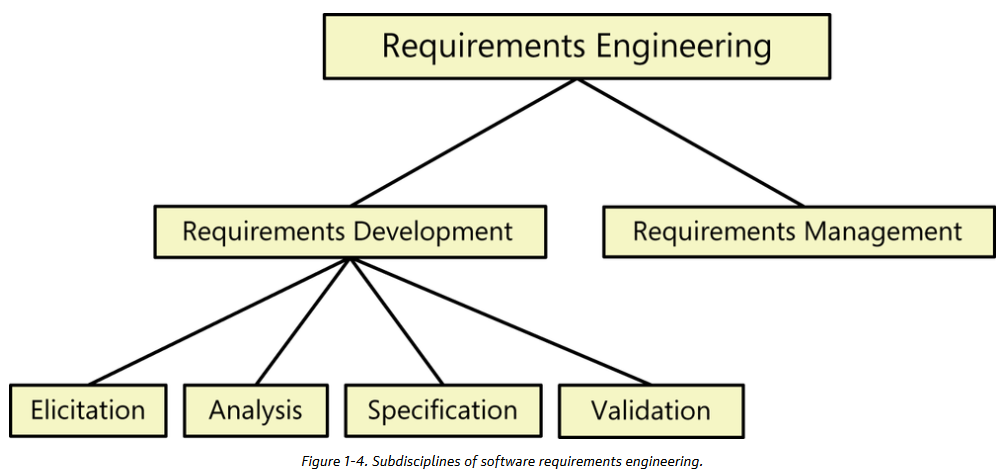 Requirements Engineering
Requirements Development
Requirements Management
Elicitation
Analysis
Specification
Validation
Figure 1-4. Subdisciplines of software requirements engineering.